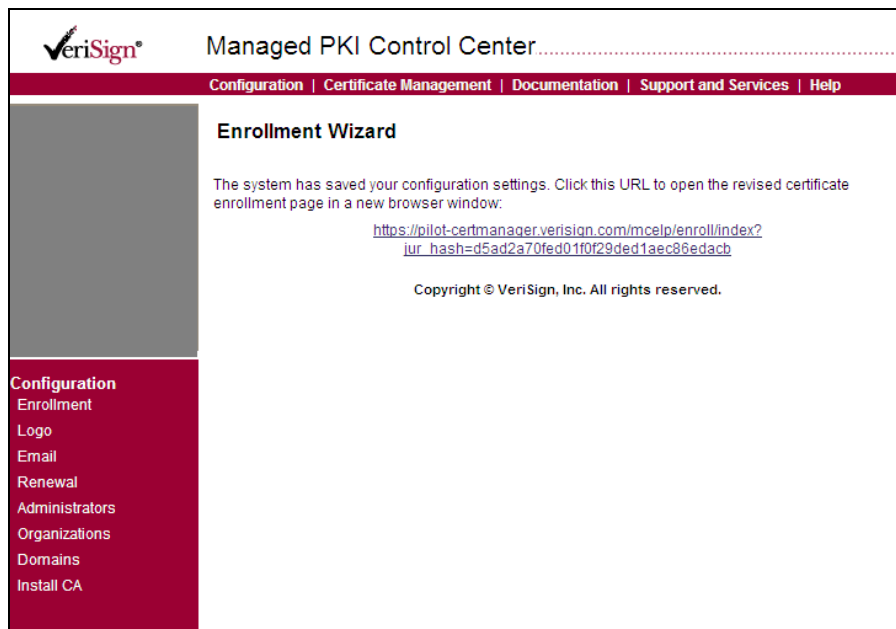 VeriSign®
Managed PKI Control Center
Configuration | Certificate Management | Documentation | Support and Services | Help
Enrollment Wizard
The system has saved your configuration settings. Click this URL to open the revised certificate
enrollment page in a new browser window:
https://pilot-certmanager.verisign.com/mcelp/enroll/index?
jur_hash=d5ad2a70fed01f0f29ded1aec86edacb
Copyright © VeriSign, Inc. All rights reserved.
Configuration
Enrollment
Logo
Email
Renewal
Administrators
Organizations
Domains
Install CA